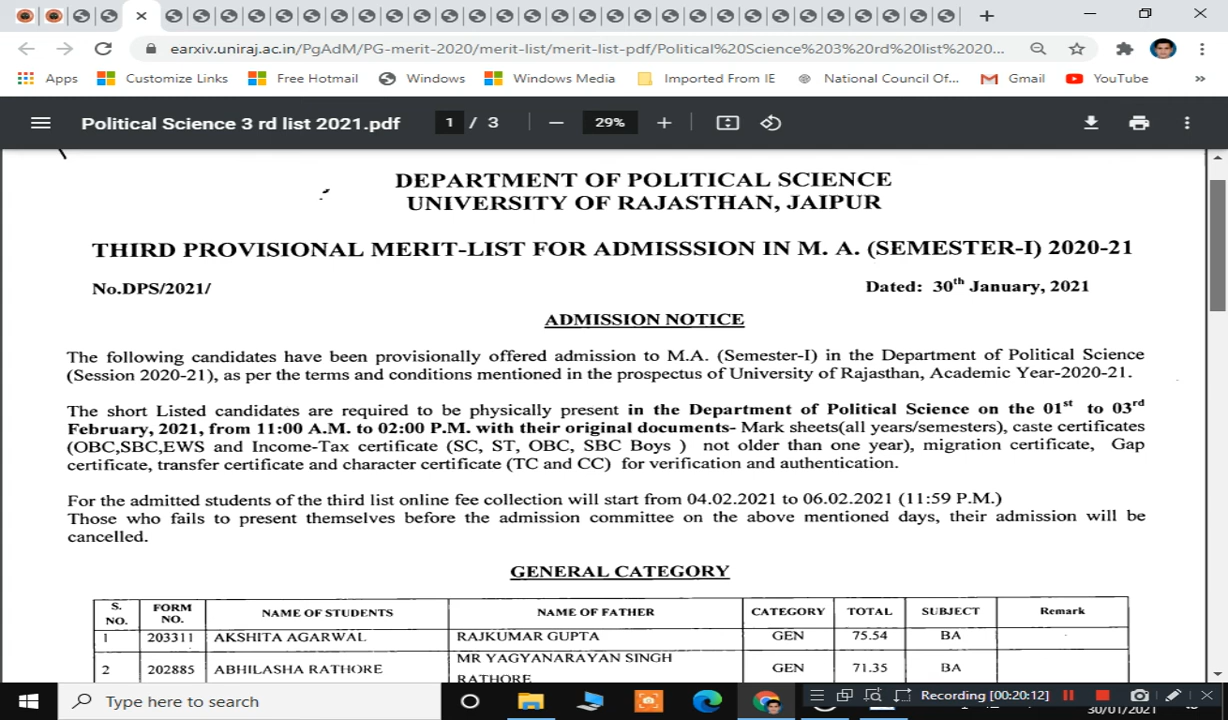 earxiv.uniraj.ac.in/PgAdM/PG-merit-2020/merit-list/merit-list-pdf/Political%20Science%203%20rd%20list%2020...
Apps Customize Links Free Hotmail Windows Windows Media Imported From IE National Council Of... Gmail YouTube »
Political Science 3 rd list 2021.pdf 1 / 3 29%
DEPARTMENT OF POLITICAL SCIENCE
UNIVERSITY OF RAJASTHAN, JAIPUR
THIRD PROVISIONAL MERIT-LIST FOR ADMISSSION IN M. A. (SEMESTER-I) 2020-21
No.DPS/2021/ Dated: 30th January, 2021
ADMISSION NOTICE
The following candidates have been provisionally offered admission to M.A. (Semester-I) in the Department of Political Science
(Session 2020-21), as per the terms and conditions mentioned in the prospectus of University of Rajasthan, Academic Year-2020-21.
The short Listed candidates are required to be physically present in the Department of Political Science on the 01st to 03rd
February, 2021, from 11:00 A.M. to 02:00 P.M. with their original documents- Mark sheets(all years/semesters), caste certificates
(OBC,SBC,EWS and Income-Tax certificate (SC, ST, OBC, SBC Boys ) not older than one year), migration certificate, Gap
certificate, transfer certificate and character certificate (TC and CC) for verification and authentication.
For the admitted students of the third list online fee collection will start from 04.02.2021 to 06.02.2021 (11:59 P.M.)
Those who fails to present themselves before the admission committee on the above mentioned days, their admission will be
cancelled.
GENERAL CATEGORY
S. NO. FORM NO. NAME OF STUDENTS NAME OF FATHER CATEGORY TOTAL SUBJECT Remark
1 203311 AKSHITA AGARWAL RAJKUMAR GUPTA GEN 75.54 BA
2 202885 ABHILASHA RATHORE MR YAGYANARAYAN SINGH RATHORE GEN 71.35 BA
Type here to search
Recording [00:20:12]
30/01/2021